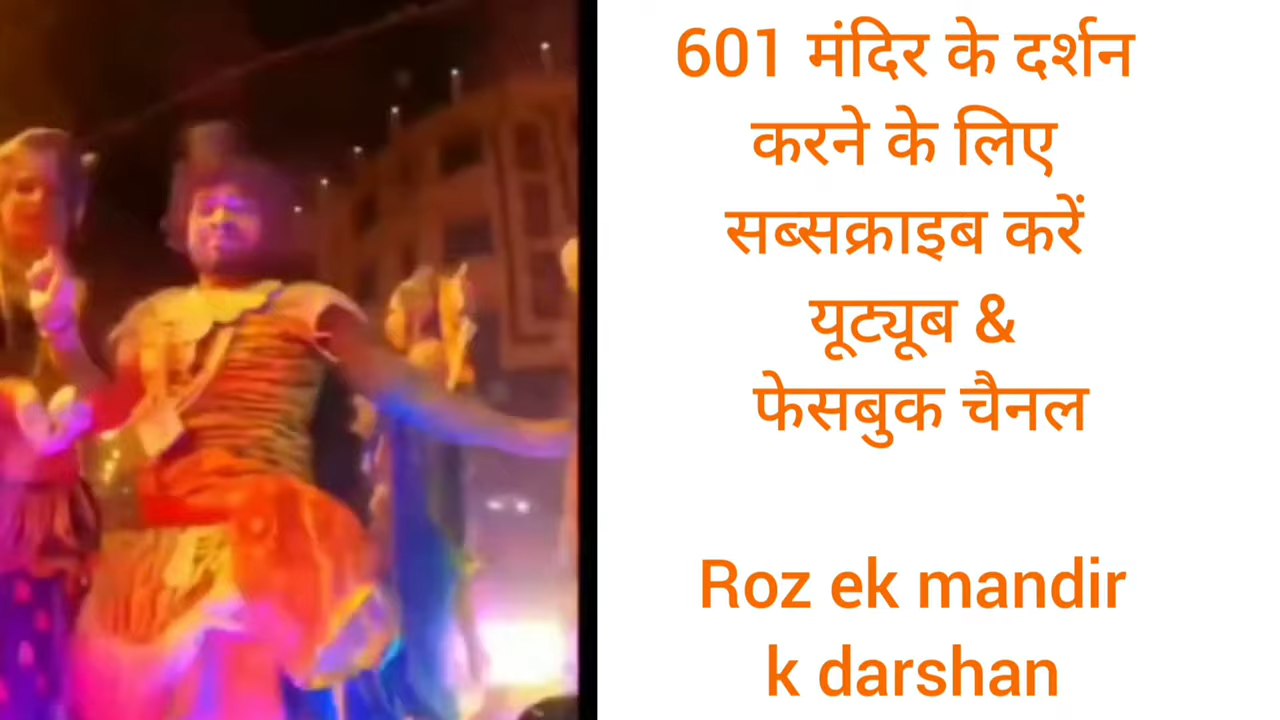 601 मंदिर के दर्शन
करने के लिए
सब्सक्राइब करें
यूट्यूब &
फेसबुक चैनल
Roz ek mandir
k darshan